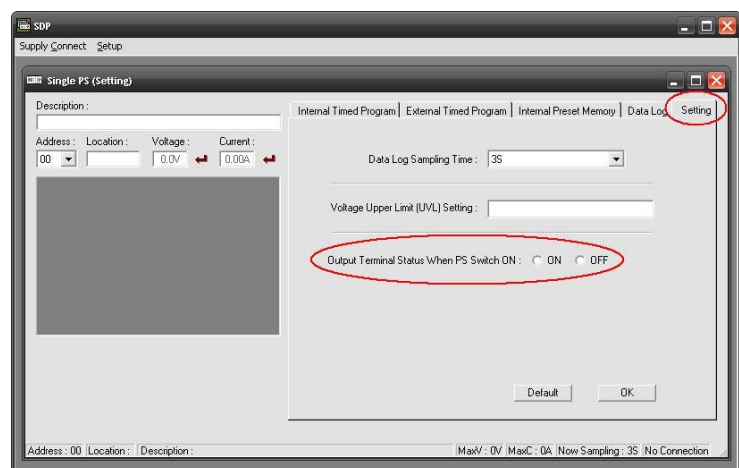 SDP
Supply Connect Setup
Single PS (Setting)
Description :
Address : Location : Voltage : Current :
00 0.0V 0.00A
Internal Timed Program External Timed Program Internal Preset Memory Data Log Setting
Data Log Sampling Time : 3S
Voltage Upper Limit (UVL) Setting :
Output Terminal Status When PS Switch ON : ON OFF
Default OK
Address : 00 Location : Description : MaxV : 0V MaxC : 0A Now Sampling : 3S No Connection